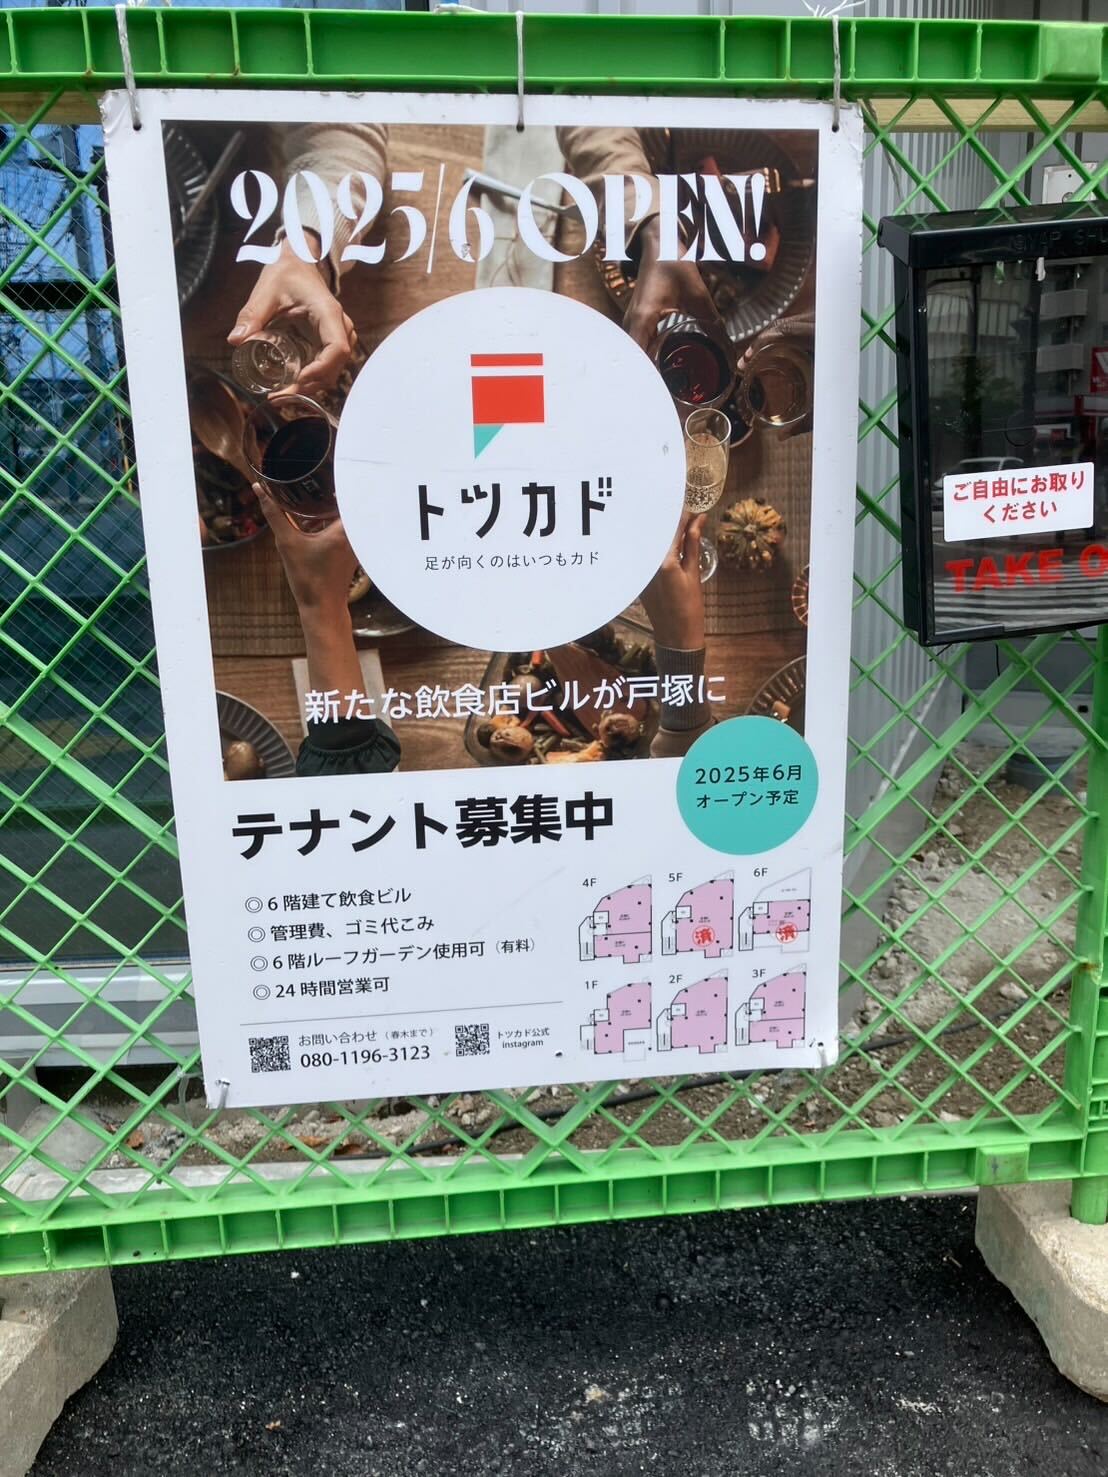 2025/6 OPEN!
トツカド
足が向くのはいつもカド
新たな飲食店ビルが戸塚に
2025年6月
オープン予定
テナント募集中
◎6階建て飲食ビル
◎管理費、ゴミ代こみ
◎6階ルーフガーデン使用可（有料）
◎24時間営業可
お問い合わせ（春木まで）
080-1196-3123
トツカド公式
instagram
4F
5F
6F
済
済
1F
2F
3F
ご自由にお取り
ください
TAKE